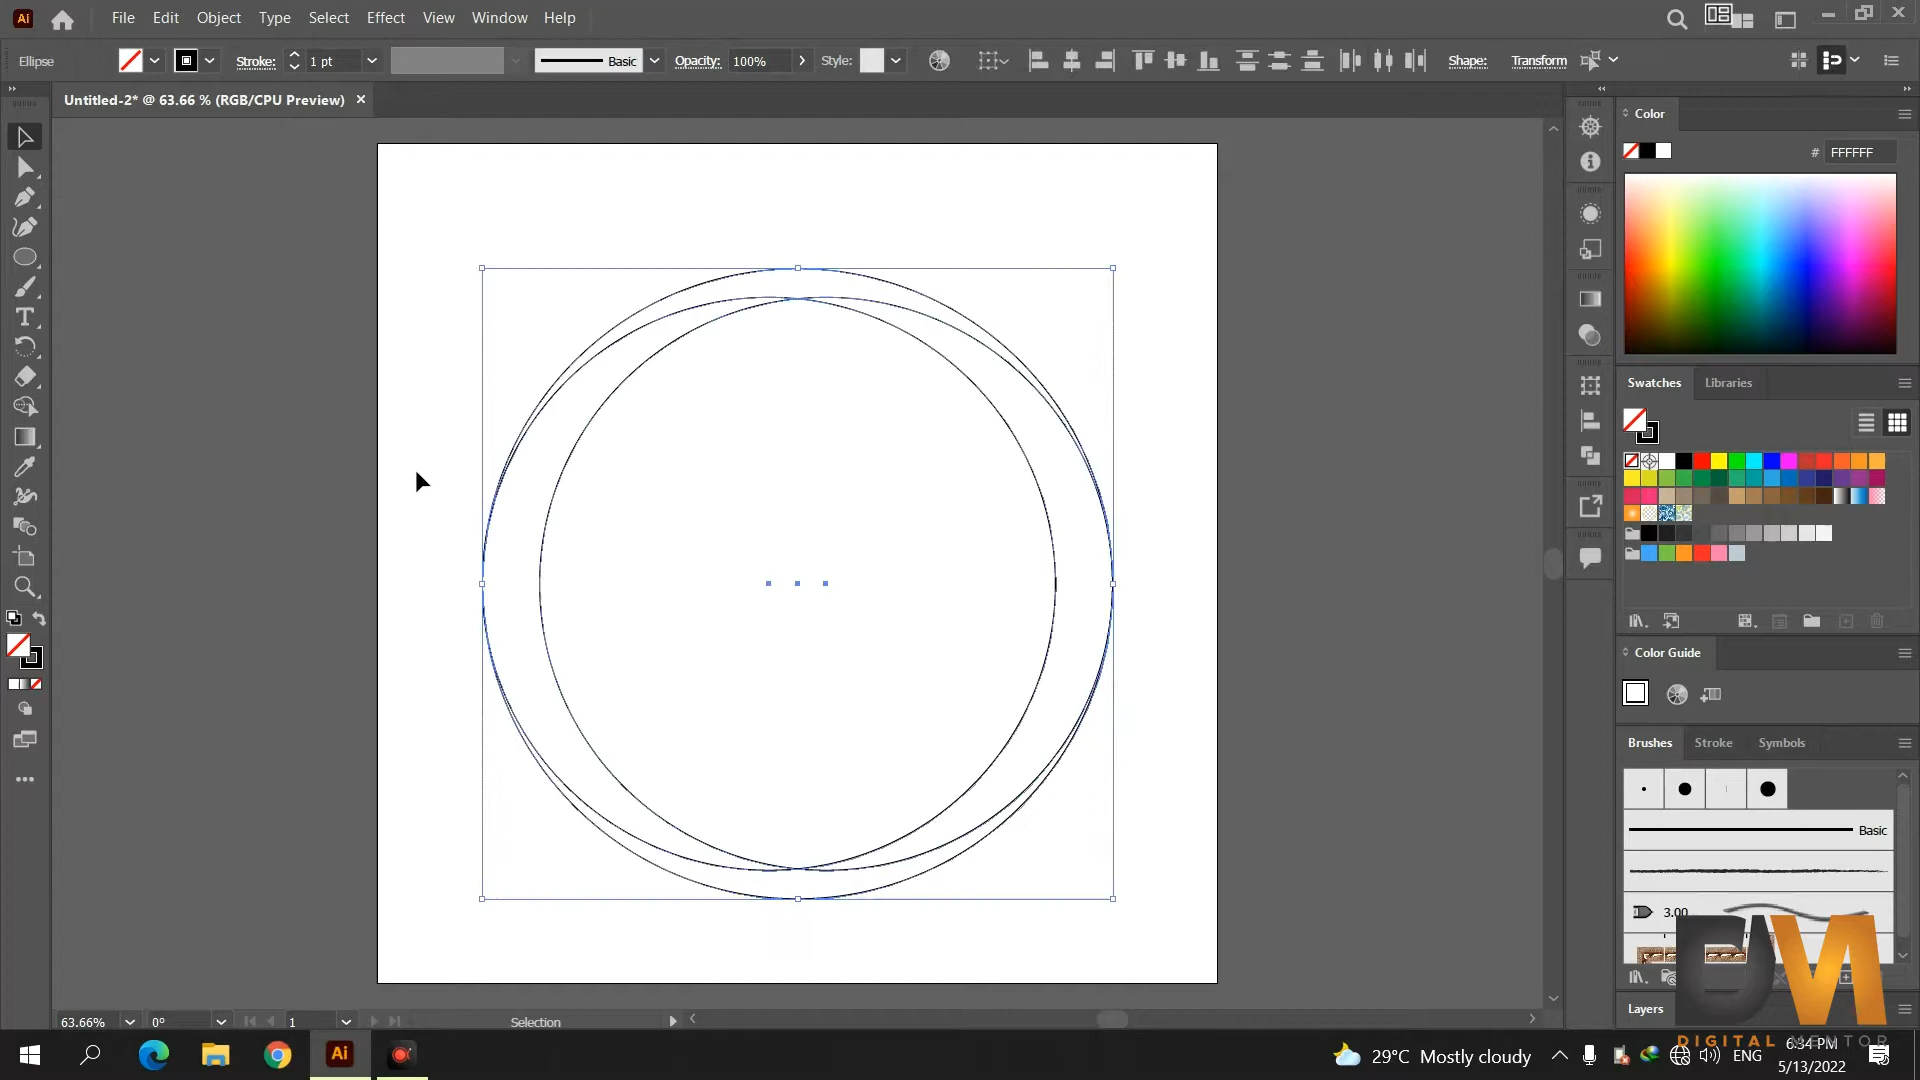 Ai File Edit Object Type Select Effect View Window Help
Ellipse Stroke: 1 pt Basic Opacity: 100% Style: Shape: Transform
Untitled-2* @ 63.66 % (RGB/CPU Preview)
Color
# FFFFFF
Swatches Libraries
Color Guide
Brushes Stroke Symbols
Basic
3.00
Layers
63.66% 0° 1 Selection
DIGITAL MENTOR
Ai 29°C Mostly cloudy ENG 6:34 PM
5/13/2022